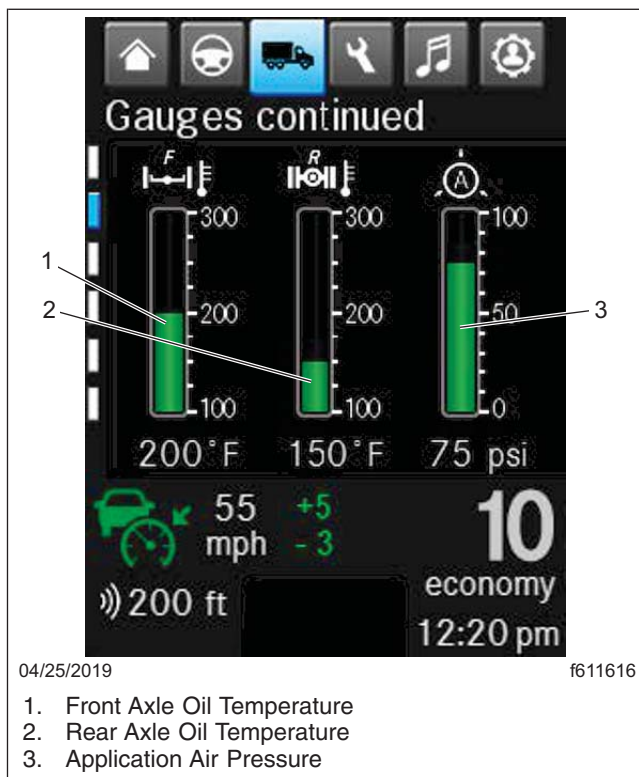 Gauges continued
F R A
300 300 100
1
2
200 200 50 3
100 100 0
200°F 150°F 75 psi
55 +5 10
mph - 3
200 ft economy
12:20 pm
04/25/2019 f611616
1. Front Axle Oil Temperature
2. Rear Axle Oil Temperature
3. Application Air Pressure